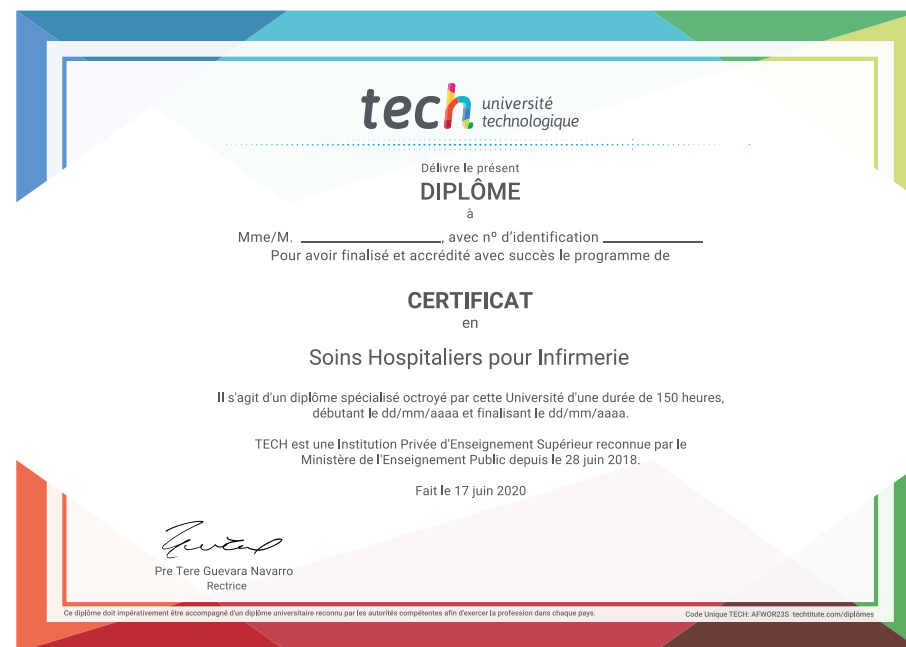 tech université
technologique
Délivre le présent
DIPLÔME
à
Mme/M. ____________________, avec nº d'identification ______________
Pour avoir finalisé et accrédité avec succès le programme de
CERTIFICAT
en
Soins Hospitaliers pour Infirmerie
Il s'agit d'un diplôme spécialisé octroyé par cette Université d'une durée de 150 heures,
débutant le dd/mm/aaaa et finalisant le dd/mm/aaaa.
TECH est une Institution Privée d'Enseignement Supérieur reconnue par le
Ministère de l'Enseignement Public depuis le 28 juin 2018.
Fait le 17 juin 2020
Pre Tere Guevara Navarro
Rectrice
Ce diplôme doit impérativement être accompagné d'un diplôme universitaire reconnu par les autorités compétentes afin d'exercer la profession dans chaque pays.
Code Unique TECH: AFWOR23S techtitute.com/diplômes